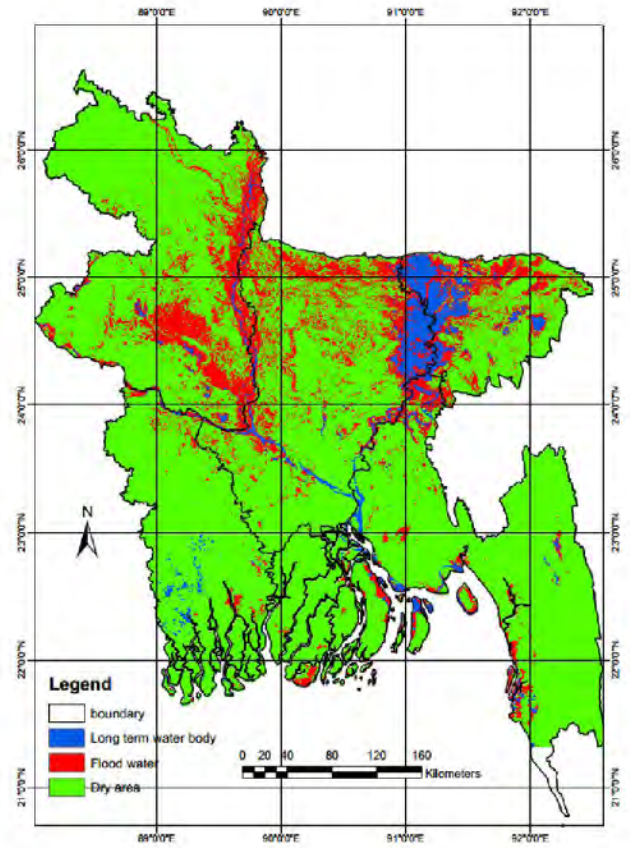 89°0'0"E 90°0'0"E 91°0'0"E 92°0'0"E
26°0'0"N 26°0'0"N
25°0'0"N 25°0'0"N
24°0'0"N 24°0'0"N
23°0'0"N 23°0'0"N
N
22°0'0"N 22°0'0"N
21°0'0"N 21°0'0"N
Legend
boundary
Long term water body
Flood water
Dry area
0 20 40 80 120 160
Kilometers
89°0'0"E 90°0'0"E 91°0'0"E 92°0'0"E